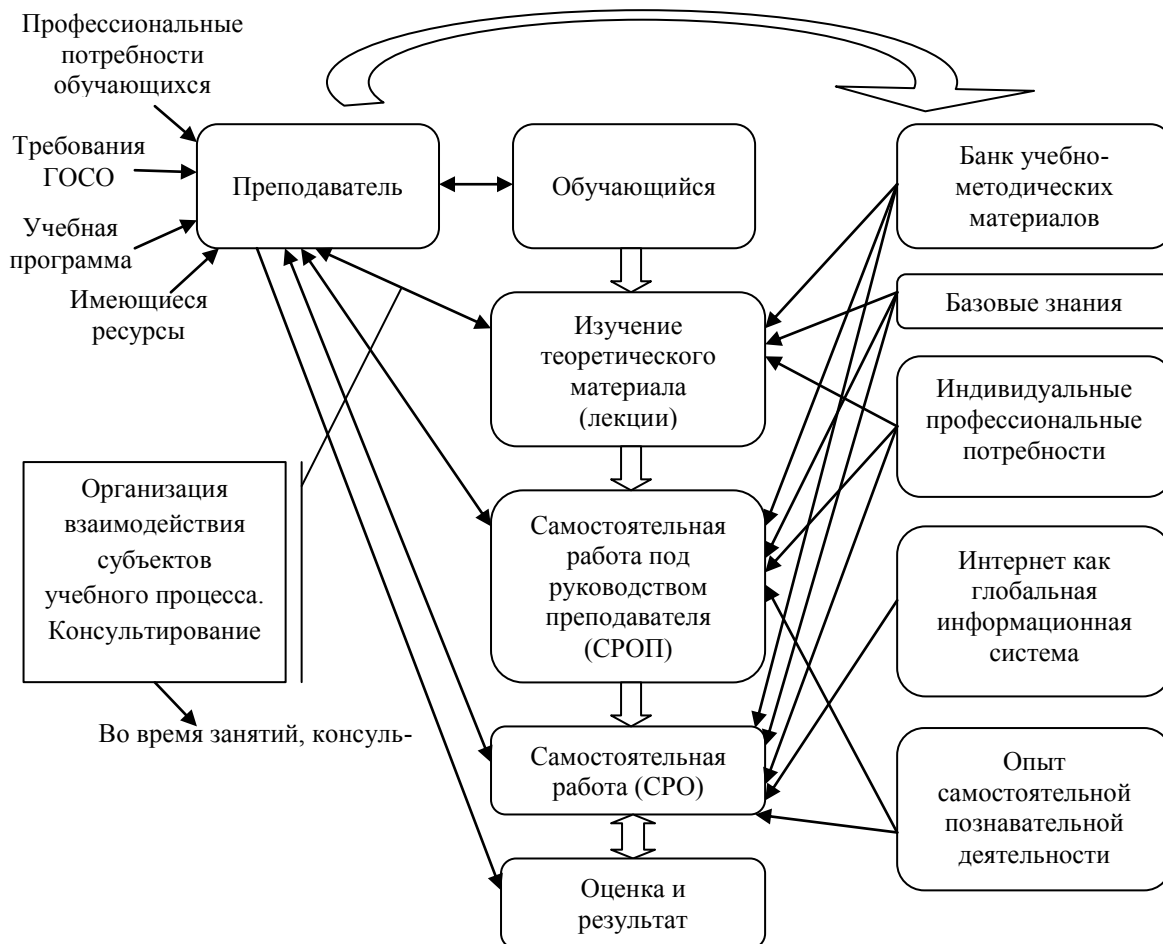 Профессиональные
потребности
обучающихся
Требования
ГОСО
Учебная
программа
Имеющиеся
ресурсы
Преподаватель
Обучающийся
Банк учебно-
методических
материалов
Базовые знания
Изучение
теоретического
материала
(лекции)
Индивидуальные
профессиональные
потребности
Организация
взаимодействия
субъектов
учебного процесса.
Консультирование
Во время занятий, консуль-
Самостоятельная
работа под
руководством
преподавателя
(СРОП)
Интернет как
глобальная
информационная
система
Самостоятельная
работа (СРО)
Опыт
самостоятельной
познавательной
деятельности
Оценка и
результат